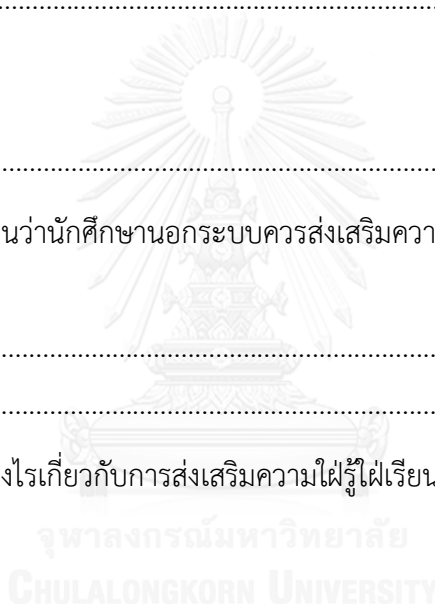 ................................................................
................................................................
นว่านักศึกษานอกระบบควรส่งเสริมควา
................................................................
................................................................
งไรเกี่ยวกับการส่งเสริมความใฝ่รู้ใฝ่เรียน
จุฬาลงกรณ์มหาวิทยาลัย
CHULALONGKORN UNIVERSITY